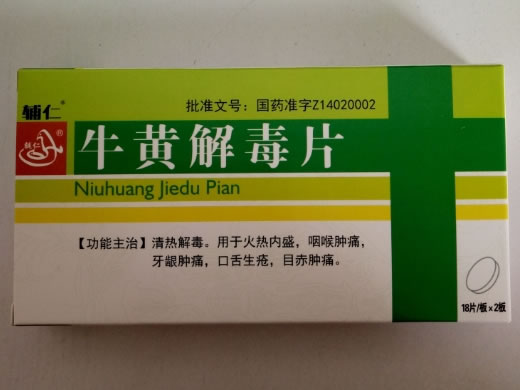 辅仁®
批准文号：国药准字Z14020002
辅仁®
牛黄解毒片
Niuhuang Jiedu Pian
【功能主治】清热解毒。用于火热内盛，咽喉肿痛，
牙龈肿痛，口舌生疮，目赤肿痛。
18片/板×2板